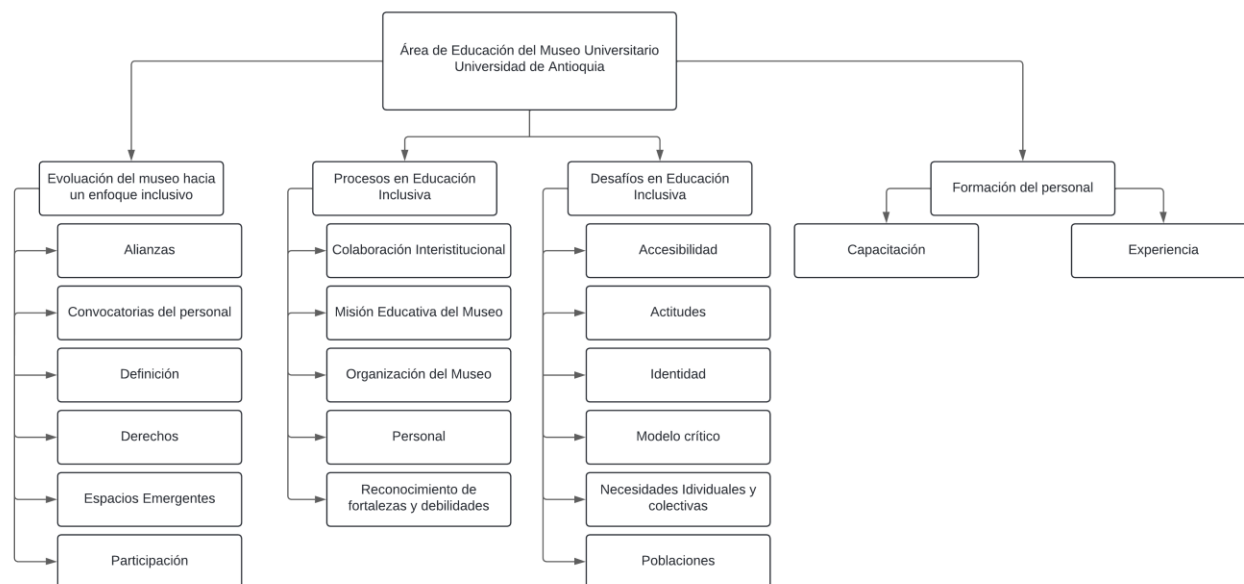 Área de Educación del Museo Universitario
Universidad de Antioquia
Evoluación del museo hacia
un enfoque inclusivo
Alianzas
Convocatorias del personal
Definición
Derechos
Espacios Emergentes
Participación
Procesos en Educación
Inclusiva
Colaboración Interistitucional
Misión Educativa del Museo
Organización del Museo
Personal
Reconocimiento de
fortalezas y debilidades
Desafíos en Educación
Inclusiva
Accesibilidad
Actitudes
Identidad
Modelo crítico
Necesidades Idividuales y
colectivas
Poblaciones
Formación del personal
Capacitación
Experiencia